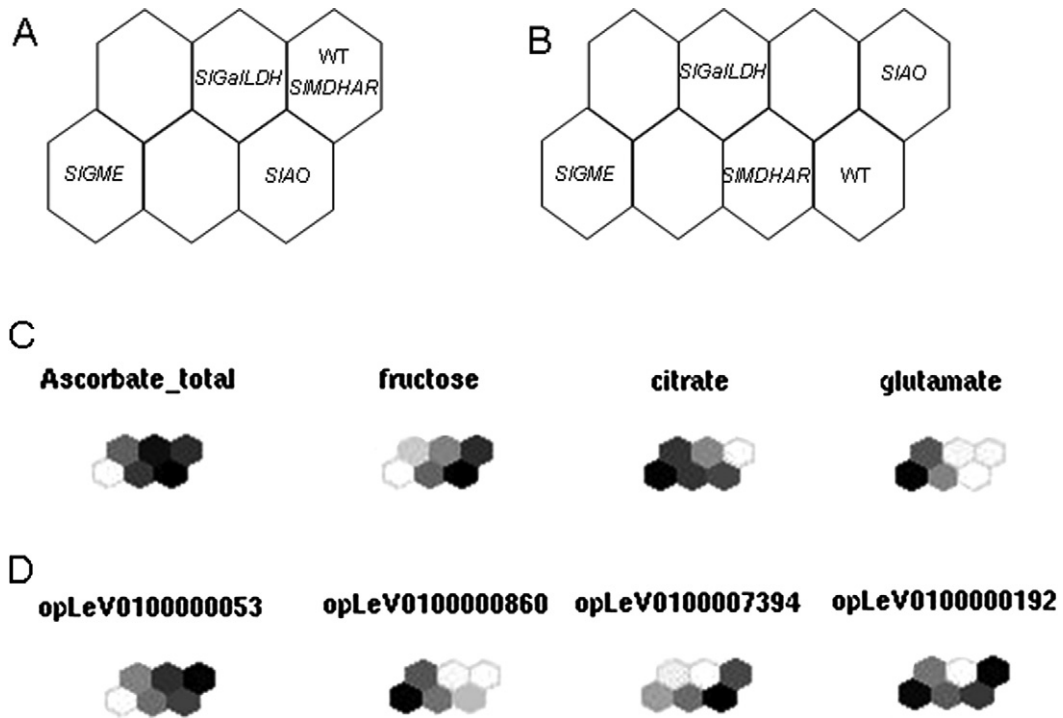 A
B
SlGalLDH
WT
SlMDHAR
SlGME
SlAO
SlGalLDH
SlAO
SlGME
SlMDHAR
WT
C
Ascorbate_total
fructose
citrate
glutamate
D
opLeV0100000053
opLeV0100000860
opLeV0100007394
opLeV0100000192